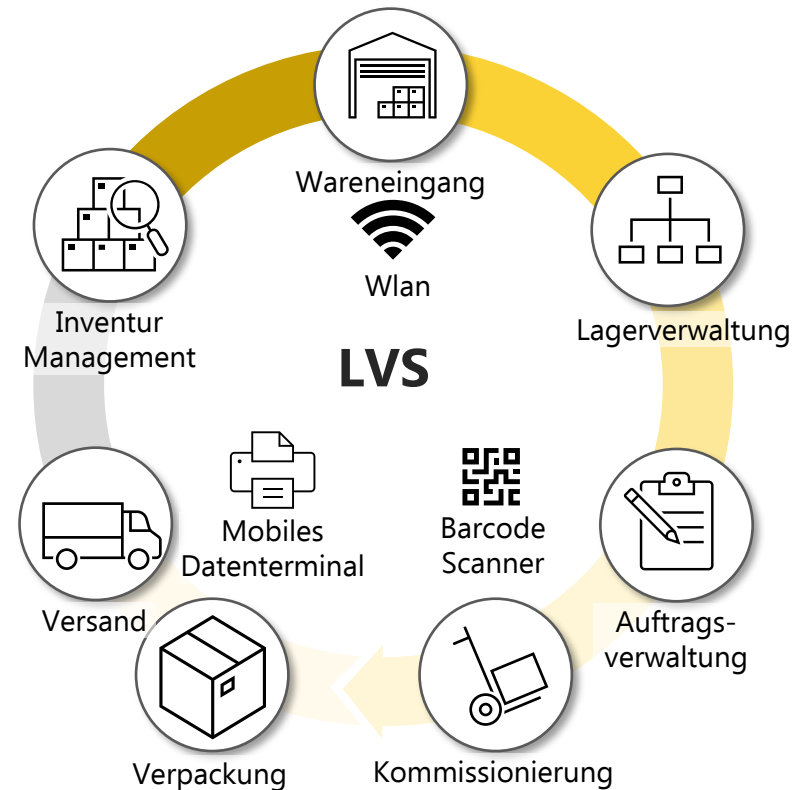 Wareneingang
Wlan
Lagerverwaltung
Inventur
Management
LVS
Mobiles
Datenterminal
Barcode
Scanner
Versand
Auftrags-
verwaltung
Verpackung
Kommissionierung